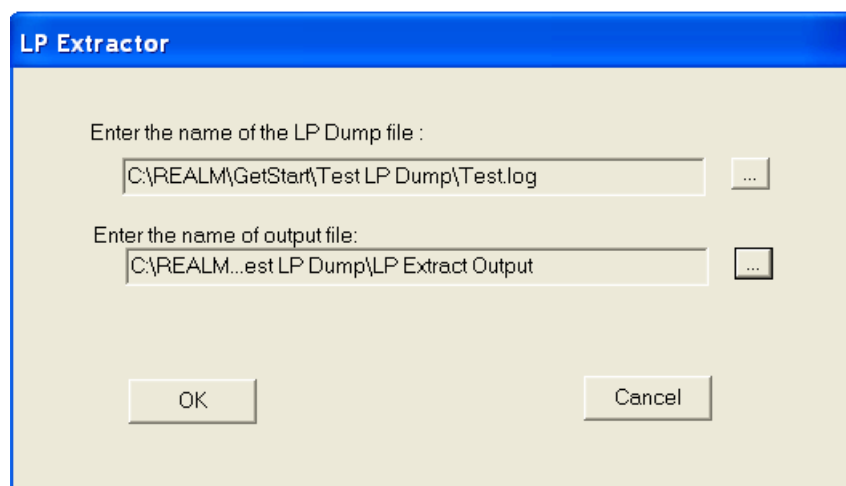 LP Extractor
Enter the name of the LP Dump file :
C:\REALM\GetStart\Test LP Dump\Test.log
...
Enter the name of output file:
C:\REALM...est LP Dump\LP Extract Output
...
OK
Cancel